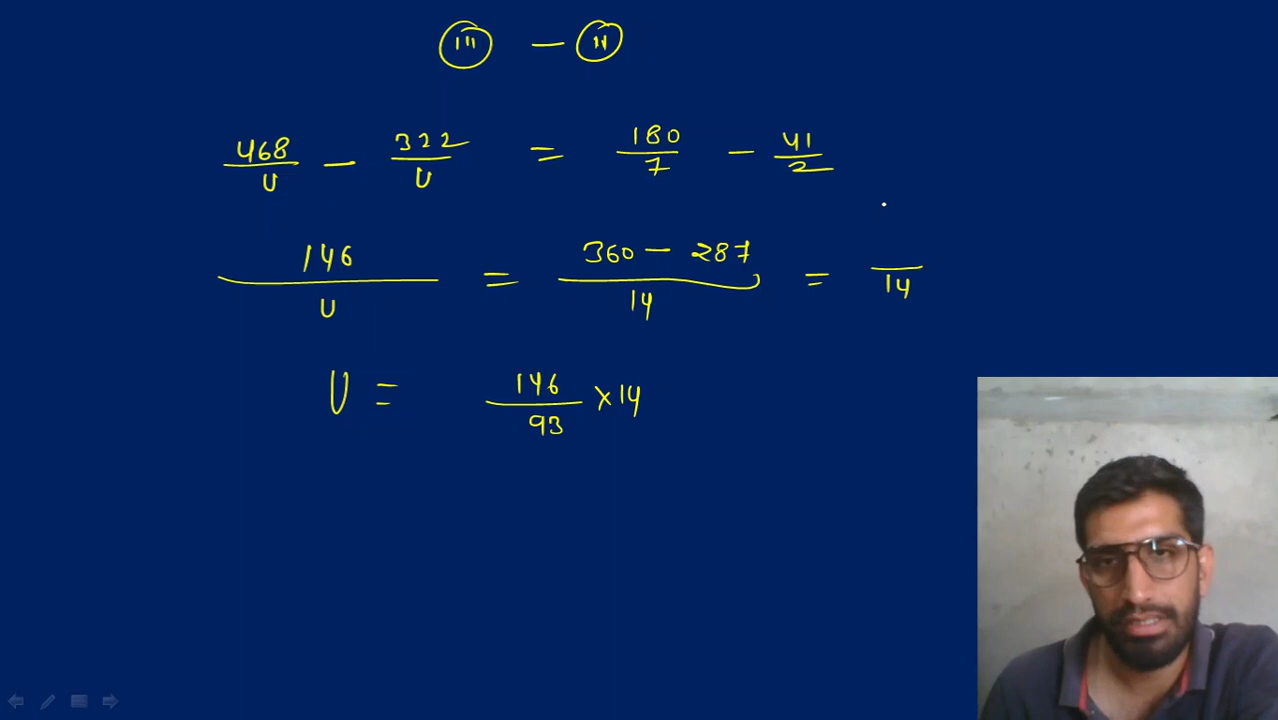 III - II
468/U - 322/U = 180/7 - 41/2
146/U = 360 - 287/14 = /14
U = 146/93 × 14